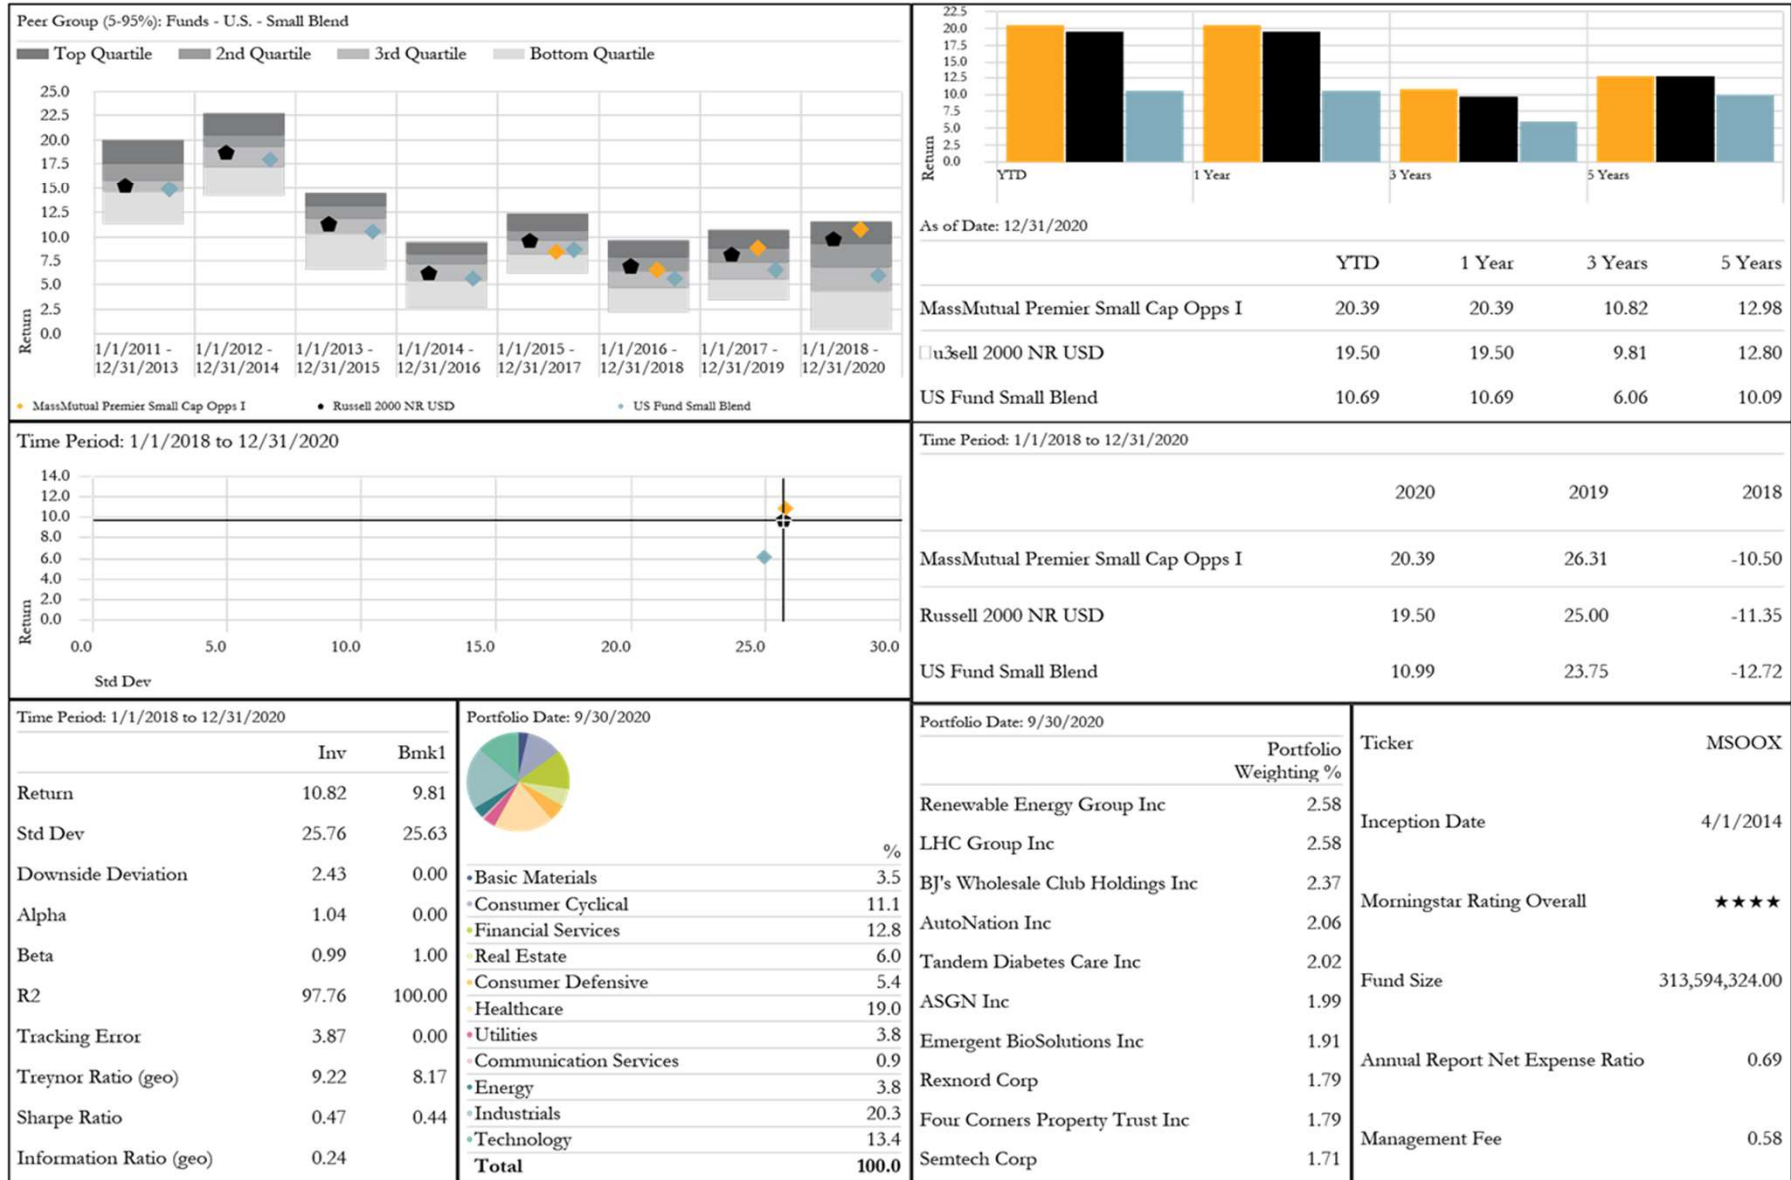 Peer Group (5-95%): Funds - U.S. - Small Blend
Top Quartile 2nd Quartile 3rd Quartile Bottom Quartile
25.0
22.5
20.0
17.5
15.0
12.5
10.0
7.5
5.0
2.5
0.0
Return
1/1/2011 - 1/1/2012 - 1/1/2013 - 1/1/2014 - 1/1/2015 - 1/1/2016 - 1/1/2017 - 1/1/2018 -
12/31/2013 12/31/2014 12/31/2015 12/31/2016 12/31/2017 12/31/2018 12/31/2019 12/31/2020
MassMutual Premier Small Cap Opps I Russell 2000 NR USD US Fund Small Blend
22.5
20.0
17.5
15.0
12.5
10.0
7.5
5.0
2.5
0.0
Return
YTD 1 Year 3 Years 5 Years
As of Date: 12/31/2020
YTD 1 Year 3 Years 5 Years
MassMutual Premier Small Cap Opps I 20.39 20.39 10.82 12.98
□u3sell 2000 NR USD 19.50 19.50 9.81 12.80
US Fund Small Blend 10.69 10.69 6.06 10.09
Time Period: 1/1/2018 to 12/31/2020
14.0
12.0
10.0
8.0
6.0
4.0
2.0
0.0
Return
0.0 5.0 10.0 15.0 20.0 25.0 30.0
Std Dev
Time Period: 1/1/2018 to 12/31/2020
2020 2019 2018
MassMutual Premier Small Cap Opps I 20.39 26.31 -10.50
Russell 2000 NR USD 19.50 25.00 -11.35
US Fund Small Blend 10.99 23.75 -12.72
Time Period: 1/1/2018 to 12/31/2020
Inv Bmk1
Return 10.82 9.81
Std Dev 25.76 25.63
Downside Deviation 2.43 0.00
Alpha 1.04 0.00
Beta 0.99 1.00
R2 97.76 100.00
Tracking Error 3.87 0.00
Treynor Ratio (geo) 9.22 8.17
Sharpe Ratio 0.47 0.44
Information Ratio (geo) 0.24
Portfolio Date: 9/30/2020
%
Basic Materials 3.5
Consumer Cyclical 11.1
Financial Services 12.8
Real Estate 6.0
Consumer Defensive 5.4
Healthcare 19.0
Utilities 3.8
Communication Services 0.9
Energy 3.8
Industrials 20.3
Technology 13.4
Total 100.0
Portfolio Date: 9/30/2020
Portfolio
Weighting %
Renewable Energy Group Inc 2.58
LHC Group Inc 2.58
BJ's Wholesale Club Holdings Inc 2.37
AutoNation Inc 2.06
Tandem Diabetes Care Inc 2.02
ASGN Inc 1.99
Emergent BioSolutions Inc 1.91
Rexnord Corp 1.79
Four Corners Property Trust Inc 1.79
Semtech Corp 1.71
Ticker MSOOX
Inception Date 4/1/2014
Morningstar Rating Overall ★★★★
Fund Size 313,594,324.00
Annual Report Net Expense Ratio 0.69
Management Fee 0.58